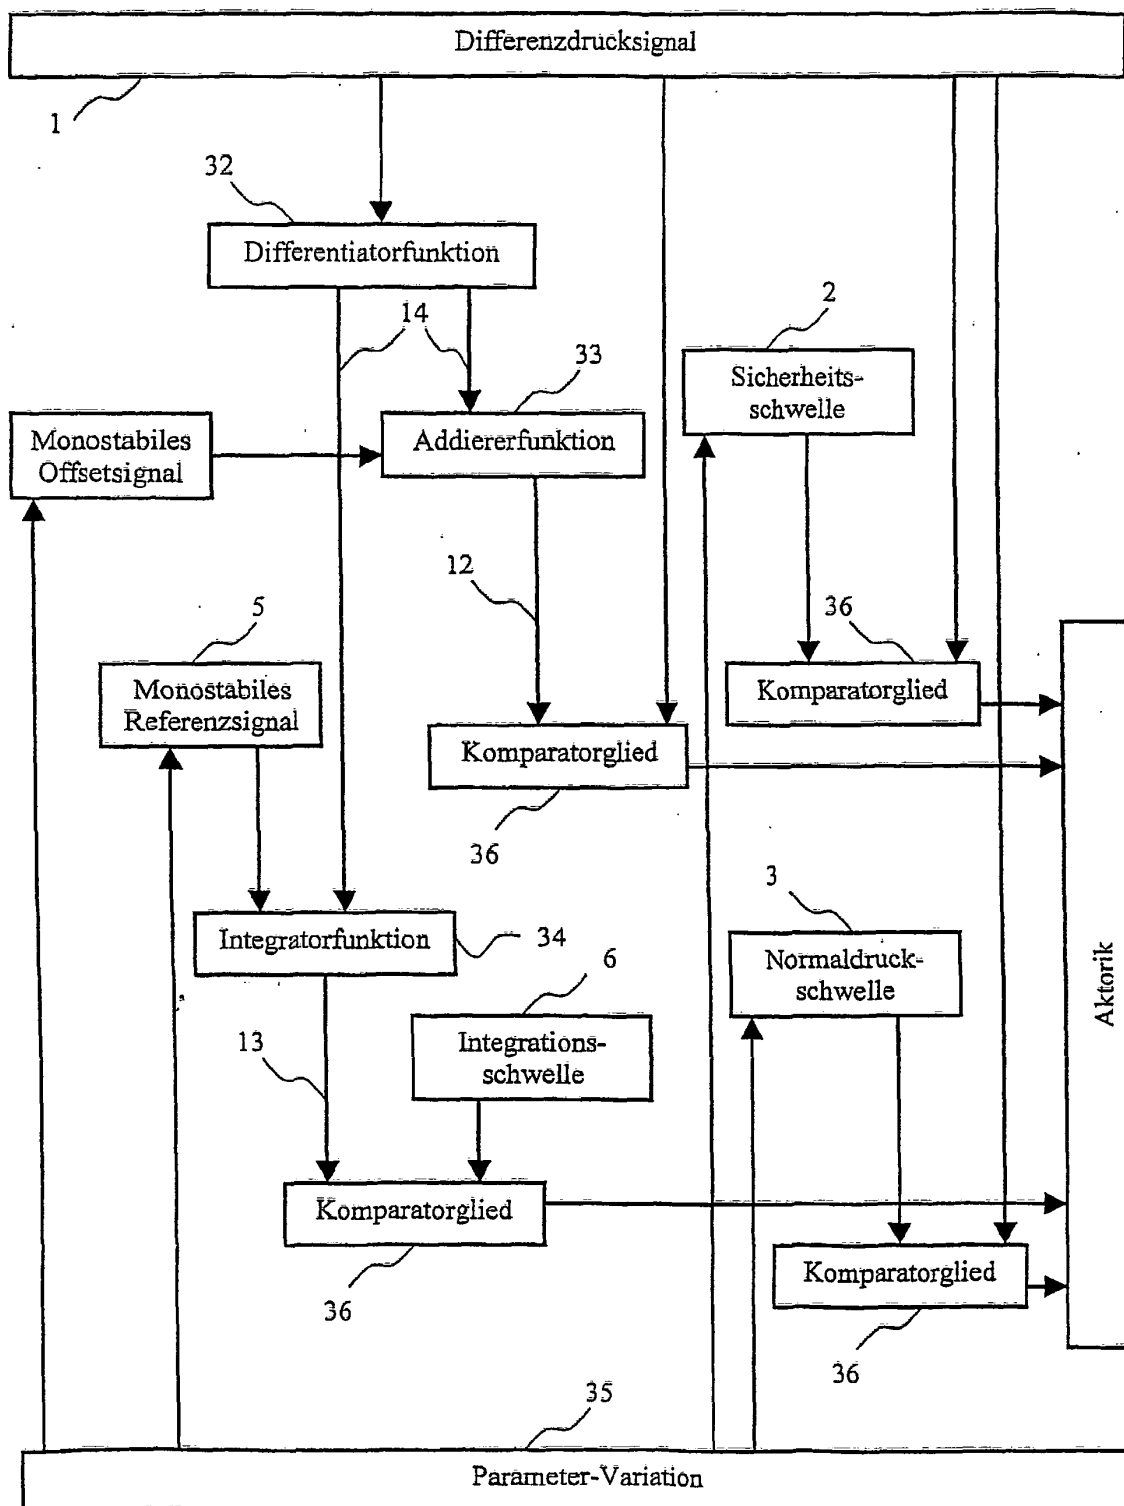 Differenzdrucksignal
1
32
Differentiatorfunktion
14
2
33
Sicherheits-
schwelle
Monostabiles
Offsetsignal
Addiererfunktion
12
5
36
Monostabiles
Referenzsignal
Komparatorglied
Komparatorglied
36
3
Integratorfunktion
34
6
Normaldruck-
schwelle
Aktorik
13
Integrations-
schwelle
Komparatorglied
Komparatorglied
36
36
35
Parameter-Variation